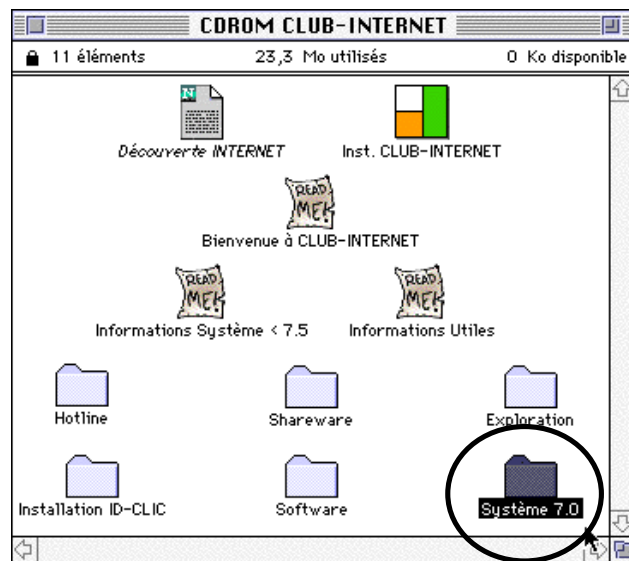 CDROM CLUB-INTERNET
11 éléments 23,3 Mo utilisés 0 Ko disponible
N
Découverte INTERNET Inst. CLUB-INTERNET
READ ME!
Bienvenue à CLUB-INTERNET
READ ME! READ ME!
Informations Système < 7.5 Informations Utiles
Hotline Shareware Exploration
Installation ID-CLIC Software Système 7.0